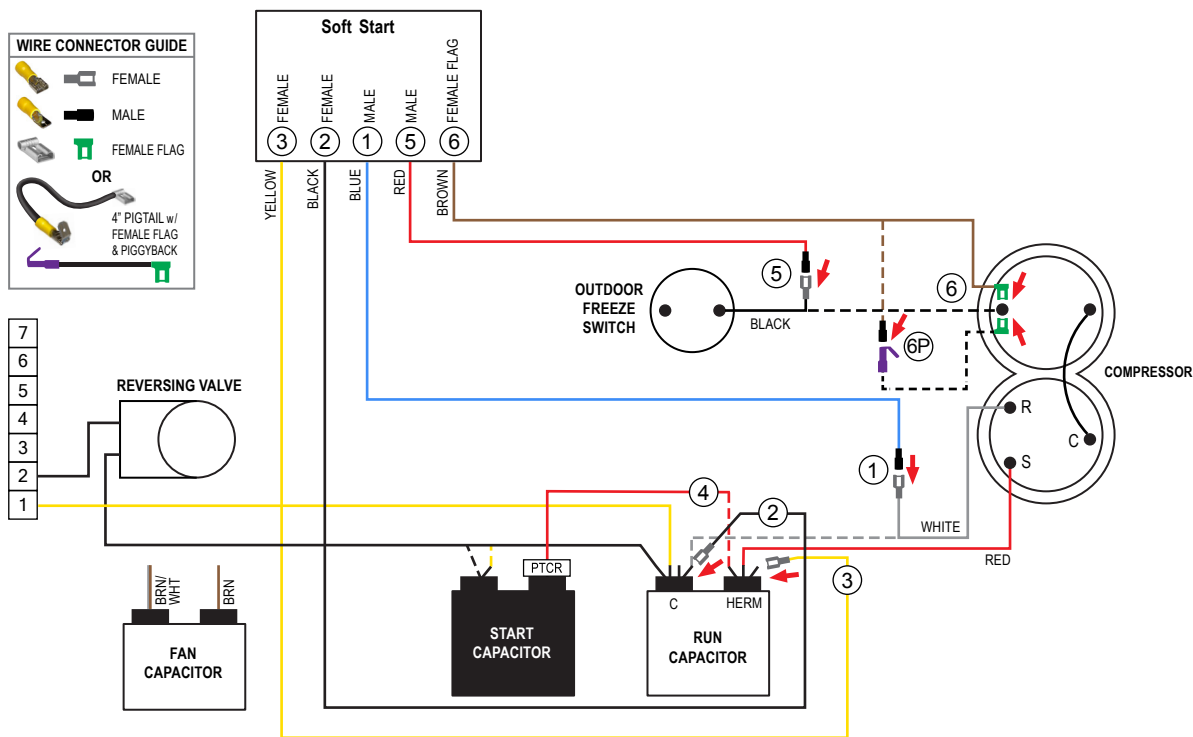 Soft Start
WIRE CONNECTOR GUIDE
FEMALE
MALE
FEMALE FLAG
OR
4" PIGTAIL w/
FEMALE FLAG
& PIGGYBACK
FEMALE
FEMALE
MALE
MALE
FEMALE FLAG
3
2
1
5
6
YELLOW
BLACK
BLUE
RED
BROWN
5
OUTDOOR
FREEZE
SWITCH
BLACK
6
6P
COMPRESSOR
R
C
S
7
6
5
4
3
2
1
REVERSING VALVE
1
WHITE
RED
4
2
3
PTCR
BRN/
WHT
BRN
FAN
CAPACITOR
START
CAPACITOR
C
HERM
RUN
CAPACITOR